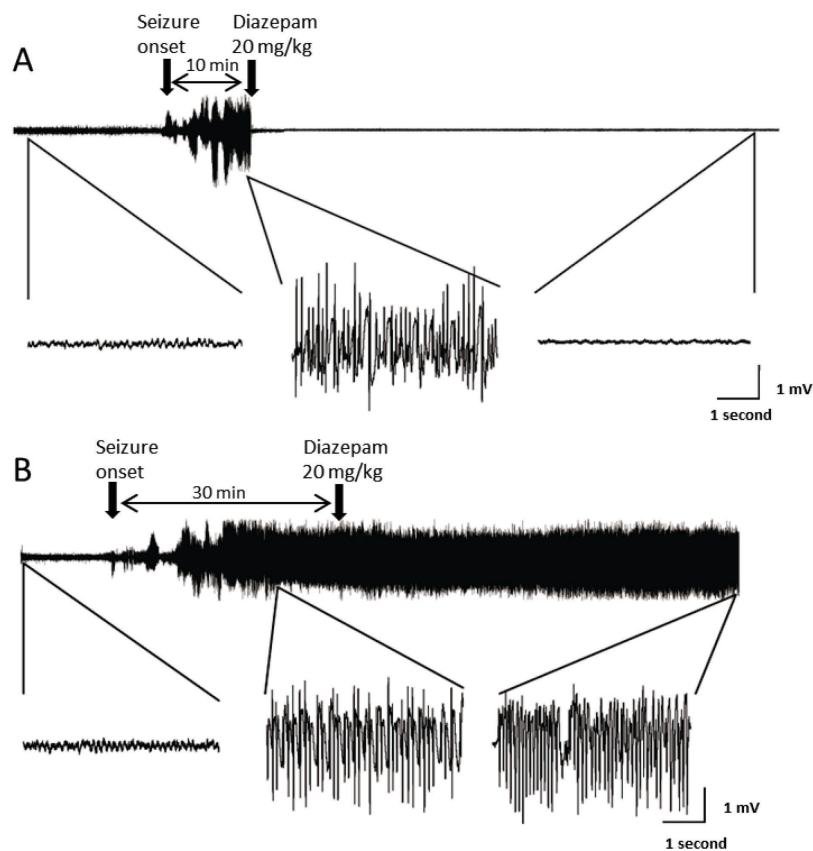 A
Seizure
onset
Diazepam
20 mg/kg
10 min
1 mV
1 second
B
Seizure
onset
Diazepam
20 mg/kg
30 min
1 mV
1 second